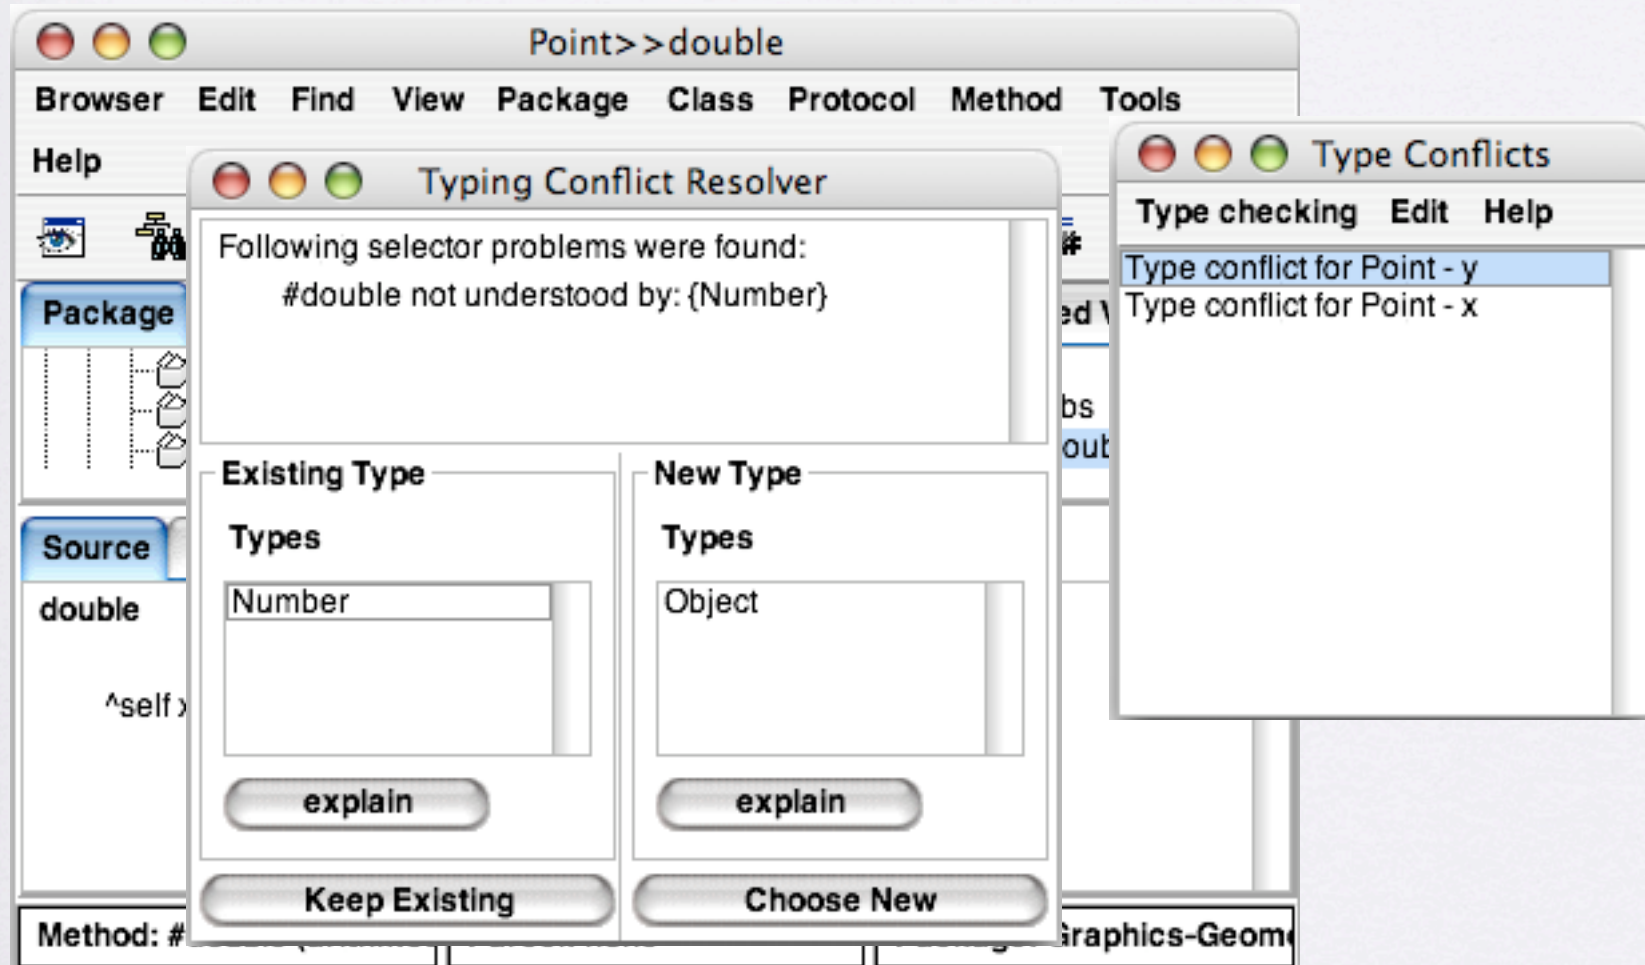 Point>>double
Browser Edit Find View Package Class Protocol Method Tools
Help
Package
Source
double
^self x
Method:
Graphics-Geom
Typing Conflict Resolver
Following selector problems were found:
#double not understood by: {Number}
Existing Type
Types
Number
explain
Keep Existing
New Type
Types
Object
explain
Choose New
Type Conflicts
Type checking Edit Help
Type conflict for Point - y
Type conflict for Point - x